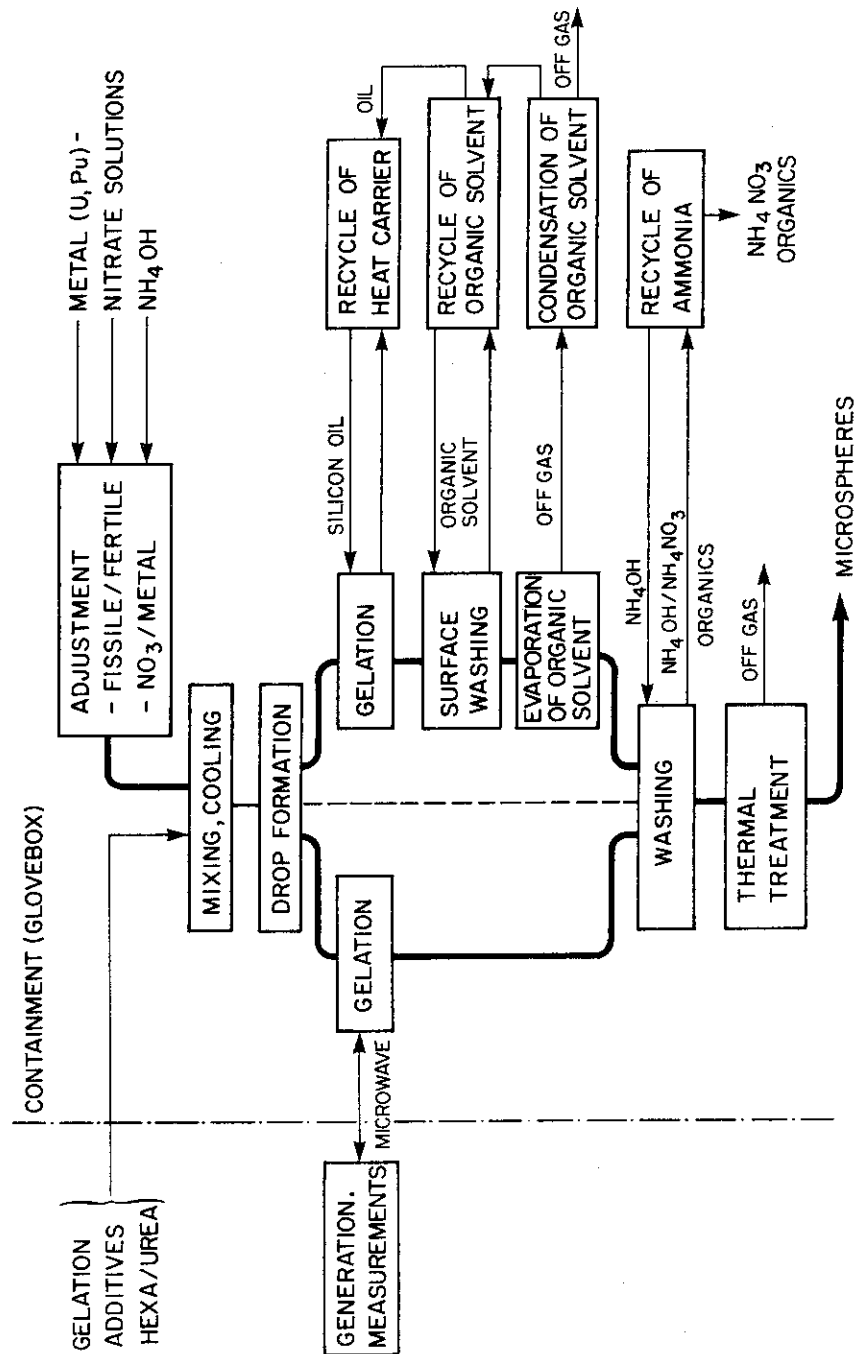 CONTAINMENT (GLOVEBOX)
GELATION
ADDITIVES
HEXA/UREA
METAL (U, Pu) -
NITRATE SOLUTIONS
NH4OH
ADJUSTMENT
- FISSILE/FERTILE
- NO3/METAL
MIXING, COOLING
DROP FORMATION
GENERATION.
MEASUREMENTS
MICROWAVE
GELATION
GELATION
SILICON OIL
RECYCLE OF
HEAT CARRIER
OIL
SURFACE
WASHING
ORGANIC
SOLVENT
RECYCLE OF
ORGANIC SOLVENT
EVAPORATION
OF ORGANIC
SOLVENT
OFF GAS
CONDENSATION OF
ORGANIC SOLVENT
OFF GAS
WASHING
NH4OH
NH4OH/NH4NO3
ORGANICS
RECYCLE OF
AMMONIA
NH4NO3
ORGANICS
THERMAL
TREATMENT
OFF GAS
MICROSPHERES